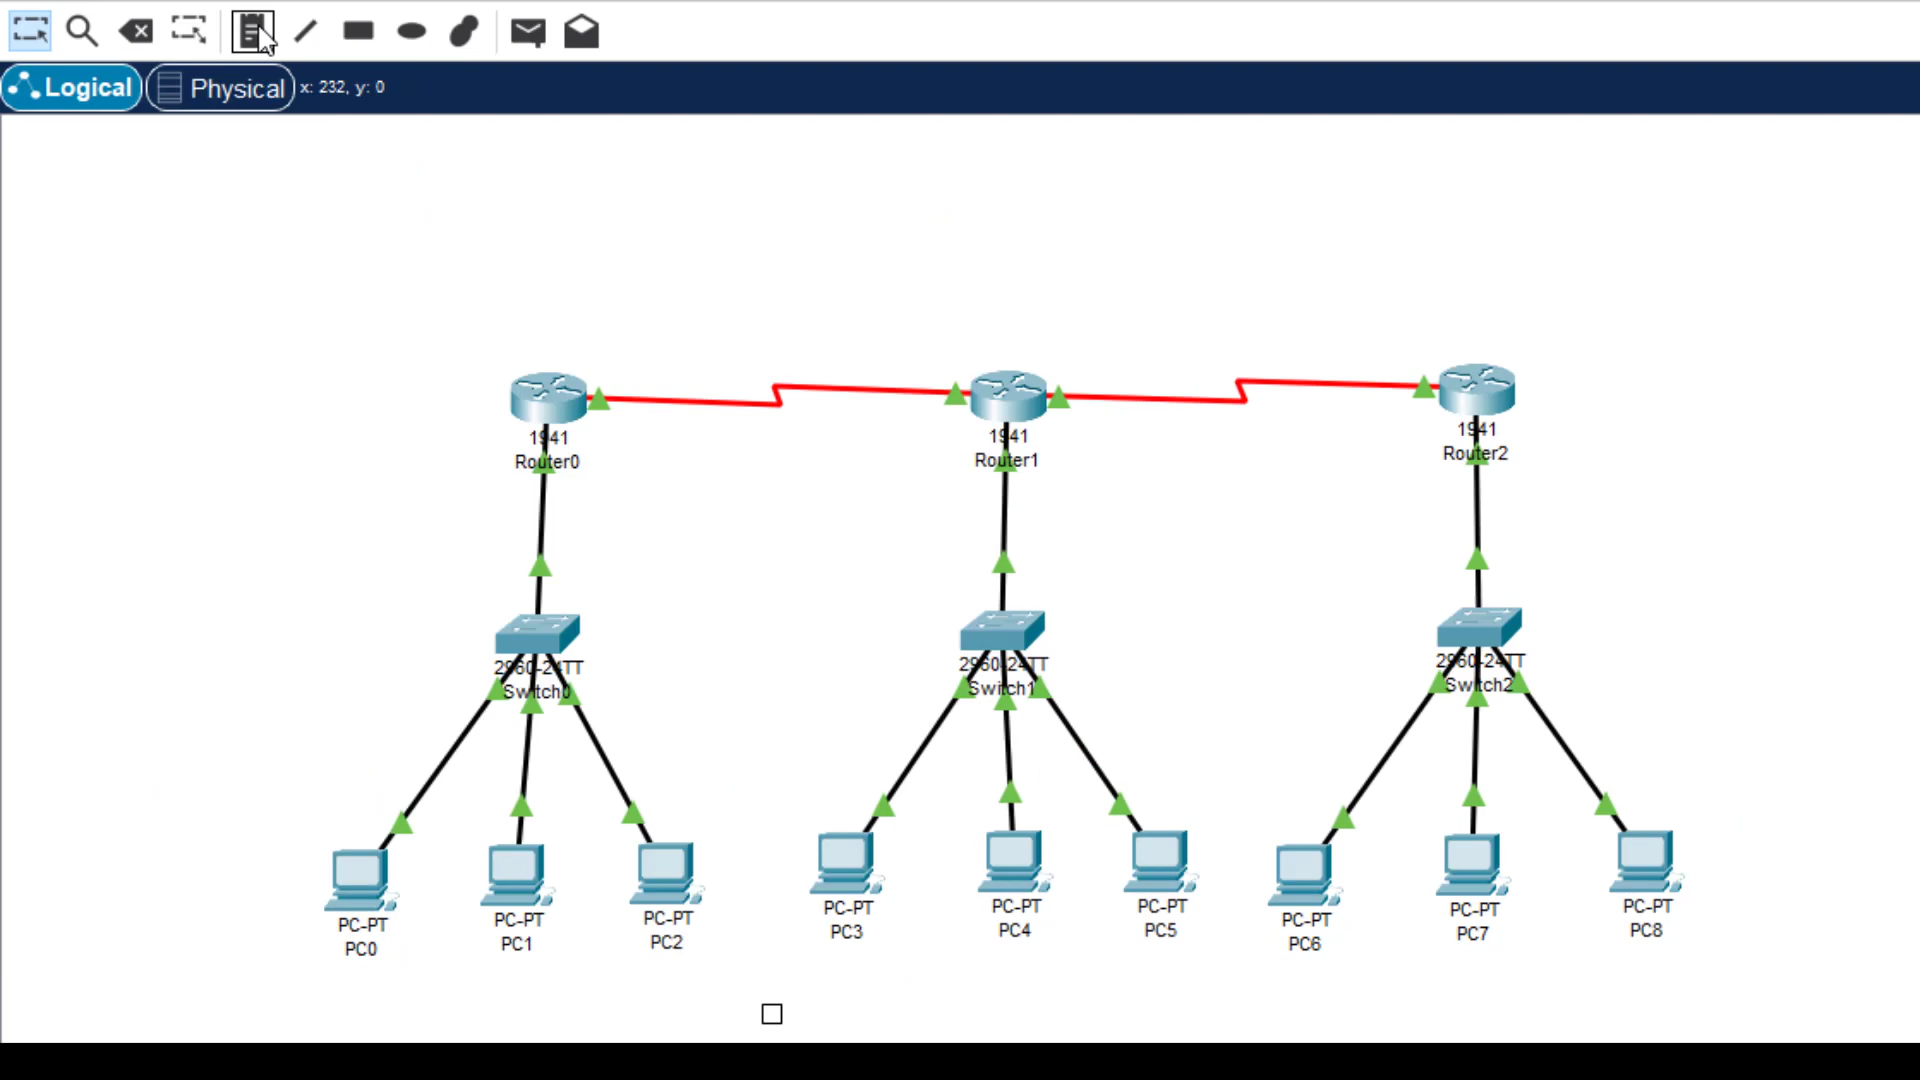 Logical Physical x: 232, y: 0
1941
Router0
1941
Router1
1941
Router2
2960-24TT
Switch0
2960-24TT
Switch1
2960-24TT
Switch2
PC-PT
PC0
PC-PT
PC1
PC-PT
PC2
PC-PT
PC3
PC-PT
PC4
PC-PT
PC5
PC-PT
PC6
PC-PT
PC7
PC-PT
PC8